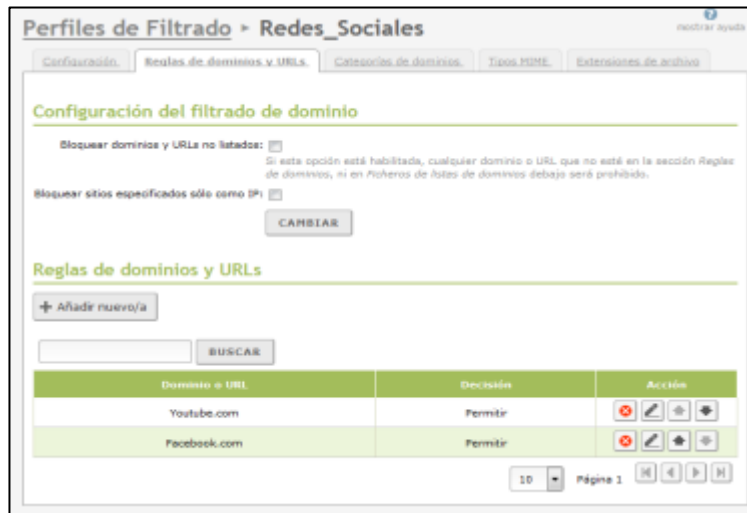 Perfiles de Filtrado ▸ Redes_Sociales
mostrar ayuda
Configuración Reglas de dominios y URLs Categorías de dominios Tipos MIME Extensiones de archivo
Configuración del filtrado de dominio
Bloquear dominios y URLs no listados:
Si esta opción está habilitada, cualquier dominio o URL que no esté en la sección Reglas
de dominios, ni en Ficheros de listas de dominios debajo será prohibido.
Bloquear sitios especificados sólo como IP:
CAMBIAR
Reglas de dominios y URLs
+ Añadir nuevo/a
BUSCAR
Dominio o URL Decisión Acción
Youtube.com Permitir
Facebook.com Permitir
10 Página 1